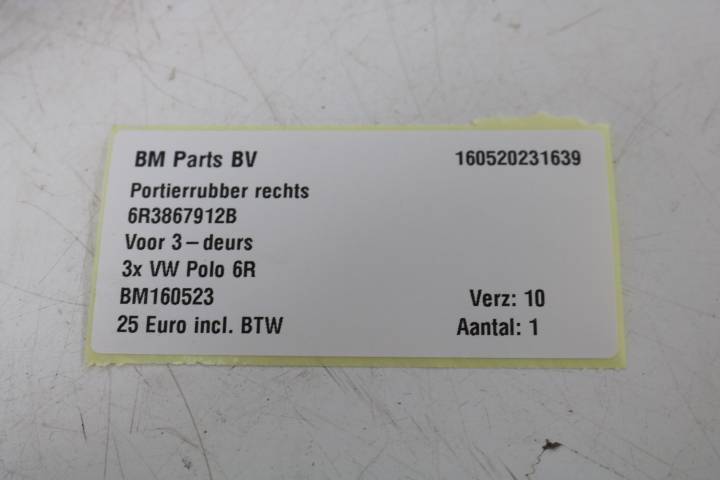 BM Parts BV 160520231639
Portierrubber rechts
6R3867912B
Voor 3-deurs
3x VW Polo 6R
BM160523 Verz: 10
25 Euro incl. BTW Aantal: 1